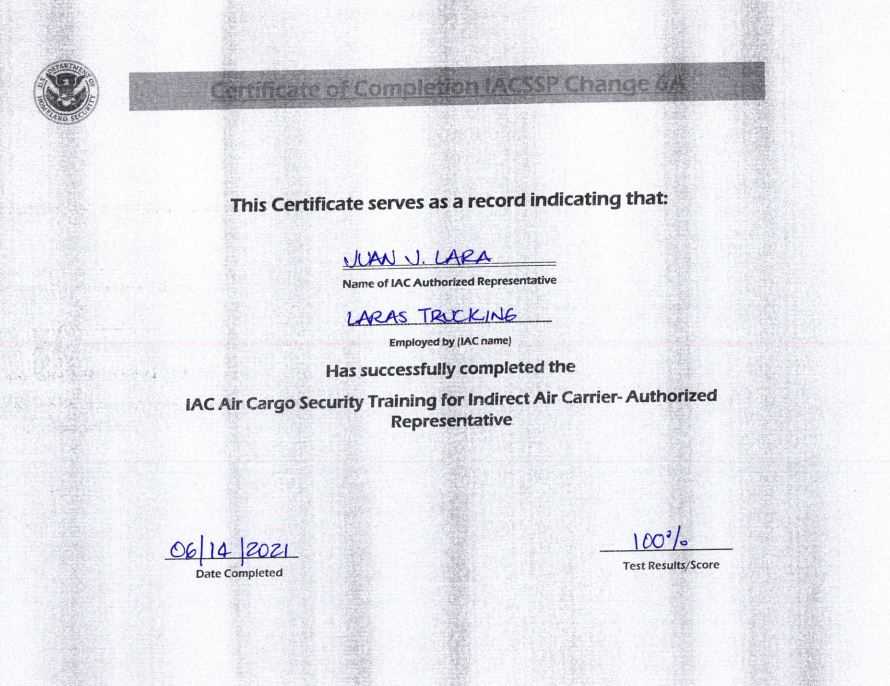 U.S. DEPARTMENT OF HOMELAND SECURITY
Certificate of Completion IACSSP Change 6A
This Certificate serves as a record indicating that:
JUAN J. LARA
Name of IAC Authorized Representative
LARAS TRUCKING
Employed by (IAC name)
Has successfully completed the
IAC Air Cargo Security Training for Indirect Air Carrier- Authorized
Representative
06/14/2021
Date Completed
100%
Test Results/Score